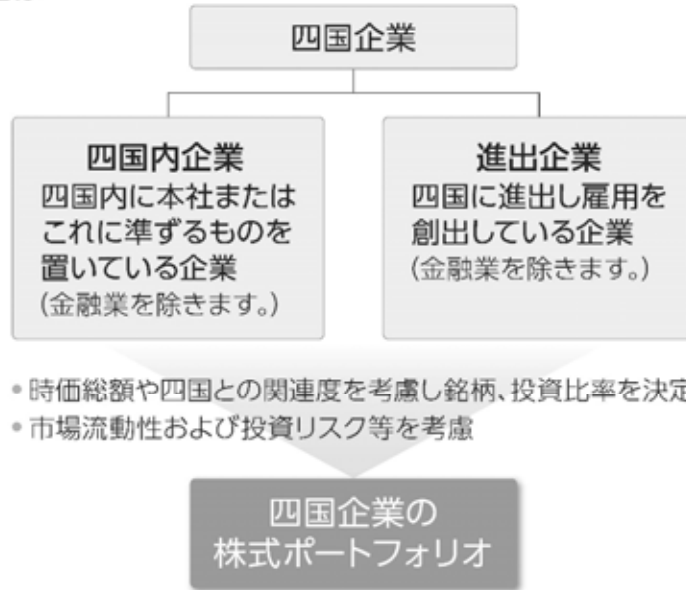 四国企業
四国内企業
四国内に本社または
これに準ずるものを
置いている企業
(金融業を除きます。)
進出企業
四国に進出し雇用を
創出している企業
(金融業を除きます。)
• 時価総額や四国との関連度を考慮し銘柄、投資比率を決定
• 市場流動性および投資リスク等を考慮
四国企業の
株式ポートフォリオ